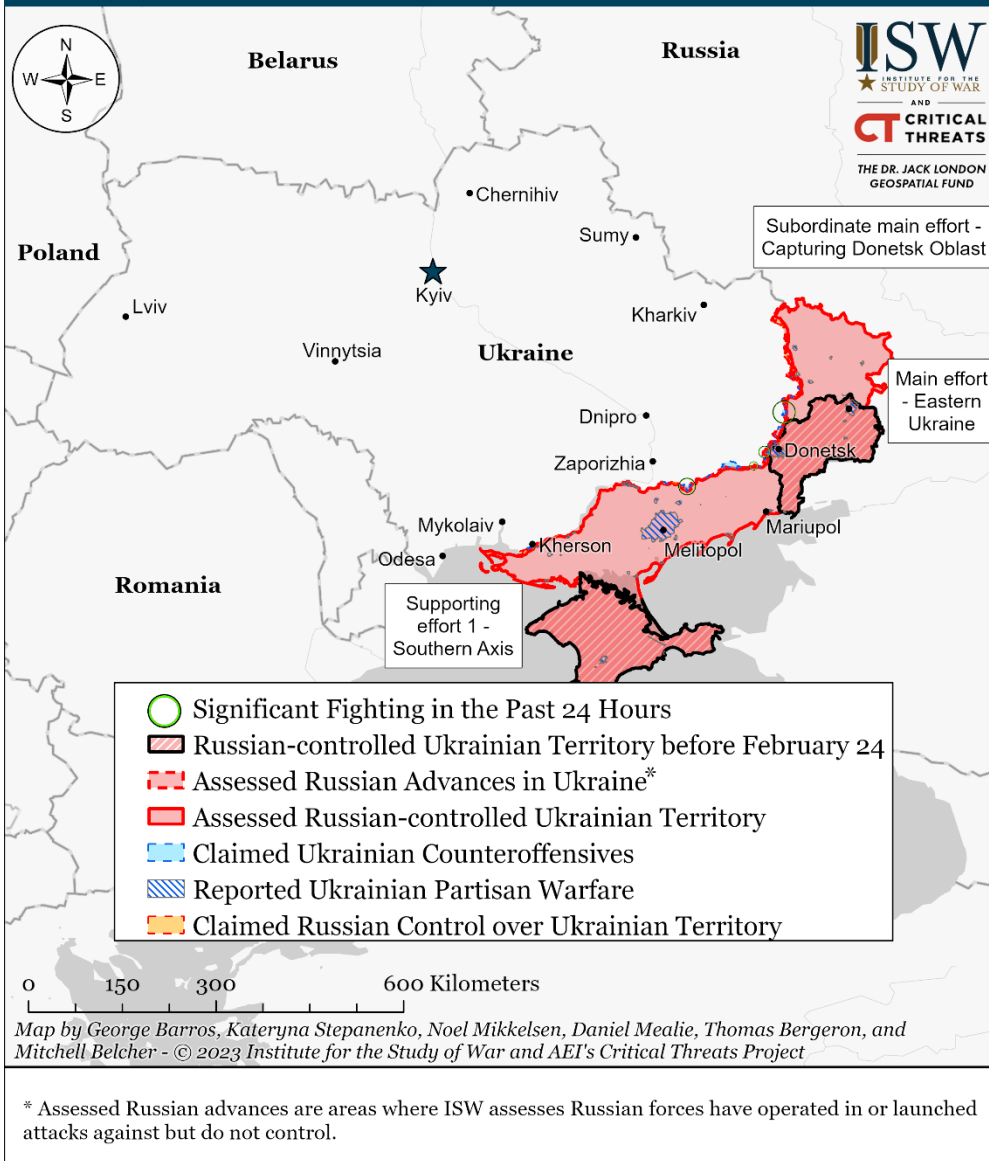 N
W
E
S
Belarus
Russia
ISW
INSTITUTE FOR THE
STUDY OF WAR
AND
CT CRITICAL
THREATS
THE DR. JACK LONDON
GEOSPATIAL FUND
Chernihiv
Subordinate main effort -
Capturing Donetsk Oblast
Sumy
Poland
Kyiv
Lviv
Kharkiv
Vinnytsia
Ukraine
Main effort
- Eastern
Ukraine
Dnipro
Donetsk
Zaporizhia
Mariupol
Mykolaiv
Kherson
Melitopol
Odesa
Romania
Supporting
effort 1 -
Southern Axis
Significant Fighting in the Past 24 Hours
Russian-controlled Ukrainian Territory before February 24
Assessed Russian Advances in Ukraine*
Assessed Russian-controlled Ukrainian Territory
Claimed Ukrainian Counteroffensives
Reported Ukrainian Partisan Warfare
Claimed Russian Control over Ukrainian Territory
0 150 300 600 Kilometers
Map by George Barros, Kateryna Stepanenko, Noel Mikkelsen, Daniel Mealie, Thomas Bergeron, and
Mitchell Belcher - © 2023 Institute for the Study of War and AEI's Critical Threats Project
* Assessed Russian advances are areas where ISW assesses Russian forces have operated in or launched
attacks against but do not control.